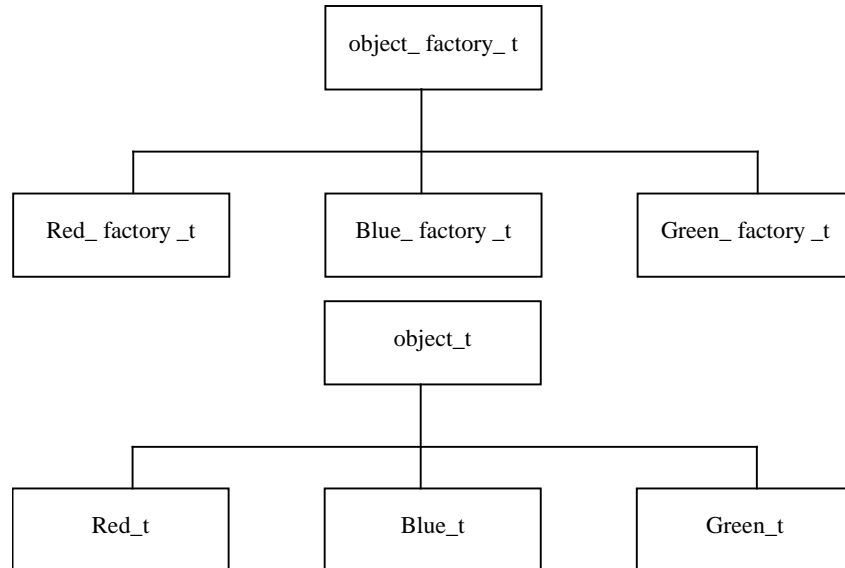 object_ factory_ t
Red_ factory _t
Blue_ factory _t
Green_ factory _t
object_t
Red_t
Blue_t
Green_t